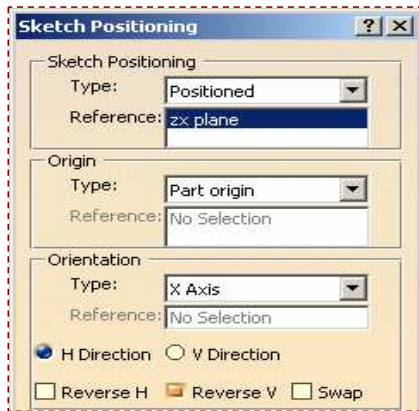 Sketch Positioning ? X
Sketch Positioning
Type: Positioned
Reference: zx plane
Origin
Type: Part origin
Reference: No Selection
Orientation
Type: X Axis
Reference: No Selection
H Direction V Direction
Reverse H Reverse V Swap